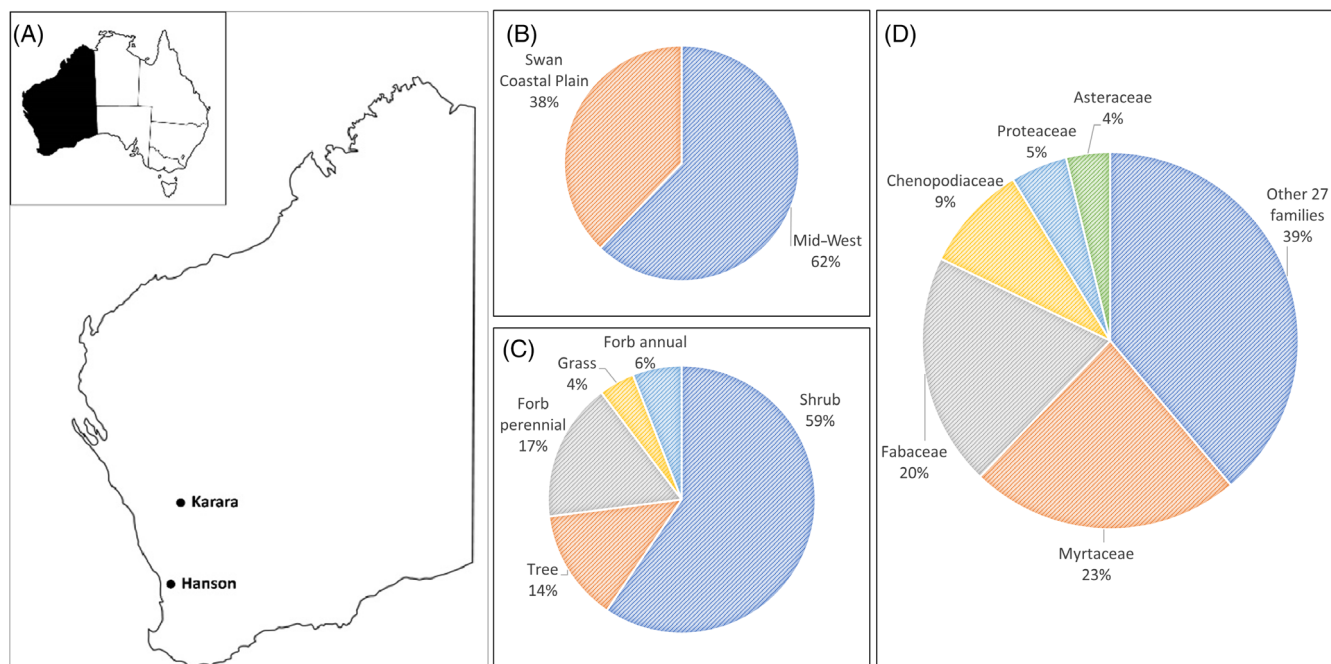 (A)
Karara
Hanson
(B)
Swan
Coastal Plain
38%
Mid–West
62%
(C)
Forb annual
6%
Grass
4%
Forb
perennial
17%
Tree
14%
Shrub
59%
(D)
Asteraceae
4%
Proteaceae
5%
Chenopodiaceae
9%
Other 27
families
39%
Fabaceae
20%
Myrtaceae
23%